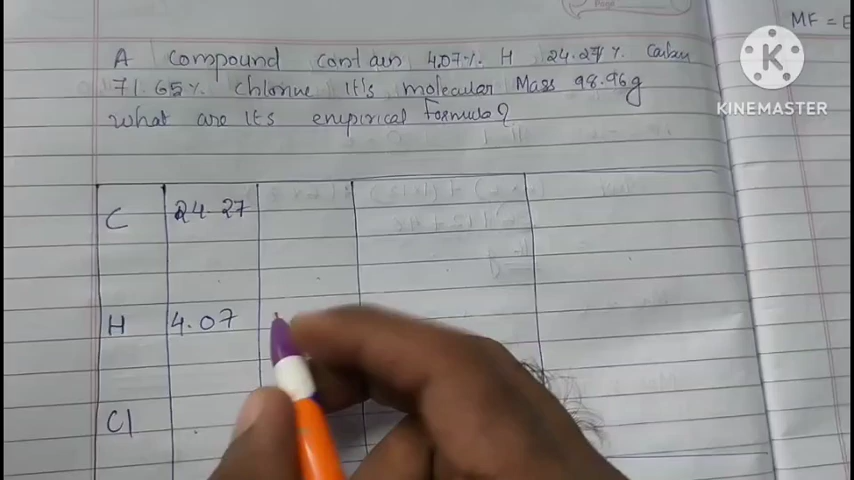 MF = E
A compound contain 4.07% H 24.27% Carbon
71.65% chlorine It's molecular Mass 98.96g
what are its empirical Formula?
K
KINEMASTER
C 24.27
H 4.07
Cl